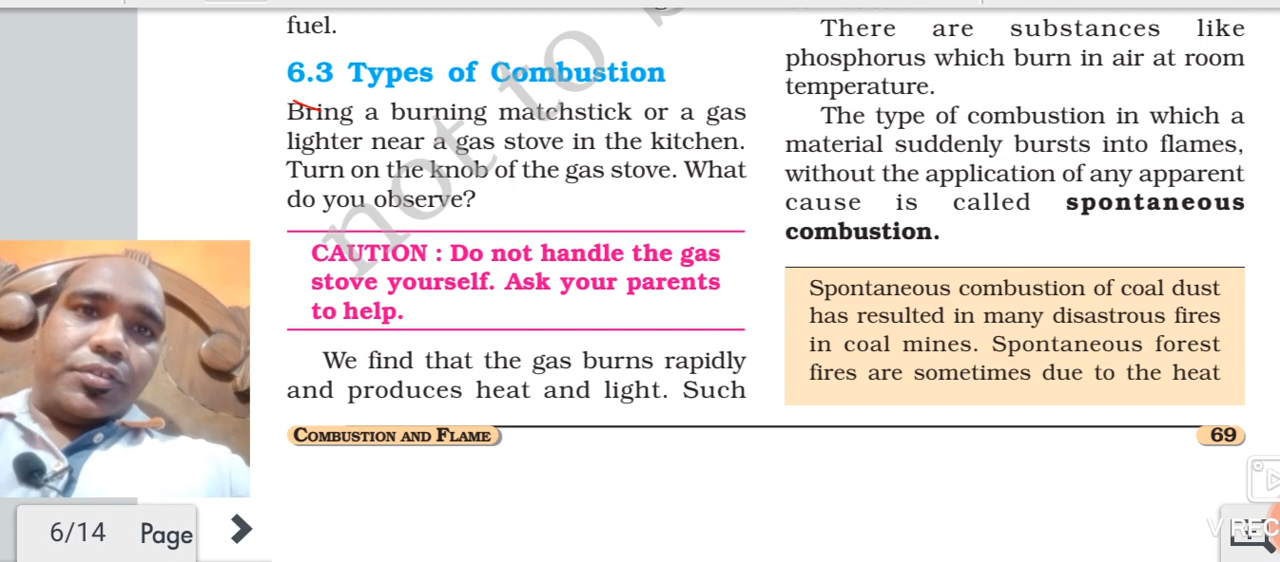 fuel.
6.3 Types of Combustion
Bring a burning matchstick or a gas
lighter near a gas stove in the kitchen.
Turn on the knob of the gas stove. What
do you observe?
CAUTION : Do not handle the gas
stove yourself. Ask your parents
to help.
We find that the gas burns rapidly
and produces heat and light. Such
There are substances like
phosphorus which burn in air at room
temperature.
The type of combustion in which a
material suddenly bursts into flames,
without the application of any apparent
cause is called spontaneous
combustion.
Spontaneous combustion of coal dust
has resulted in many disastrous fires
in coal mines. Spontaneous forest
fires are sometimes due to the heat
COMBUSTION AND FLAME
69
not to b
6/14 Page
V REC